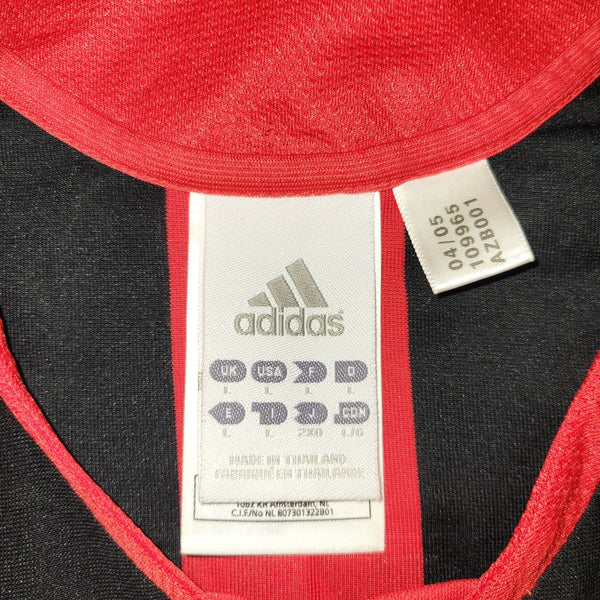 adidas
UK USA F D
L L L L
E I J CDN
L L 2XO L/G
MADE IN THAILAND
FABRIQUÉ EN THAÏLANDE
1062 KR Amsterdam, NL
C.I.F/No NL 807301322B01
04/05
109965
AZB001